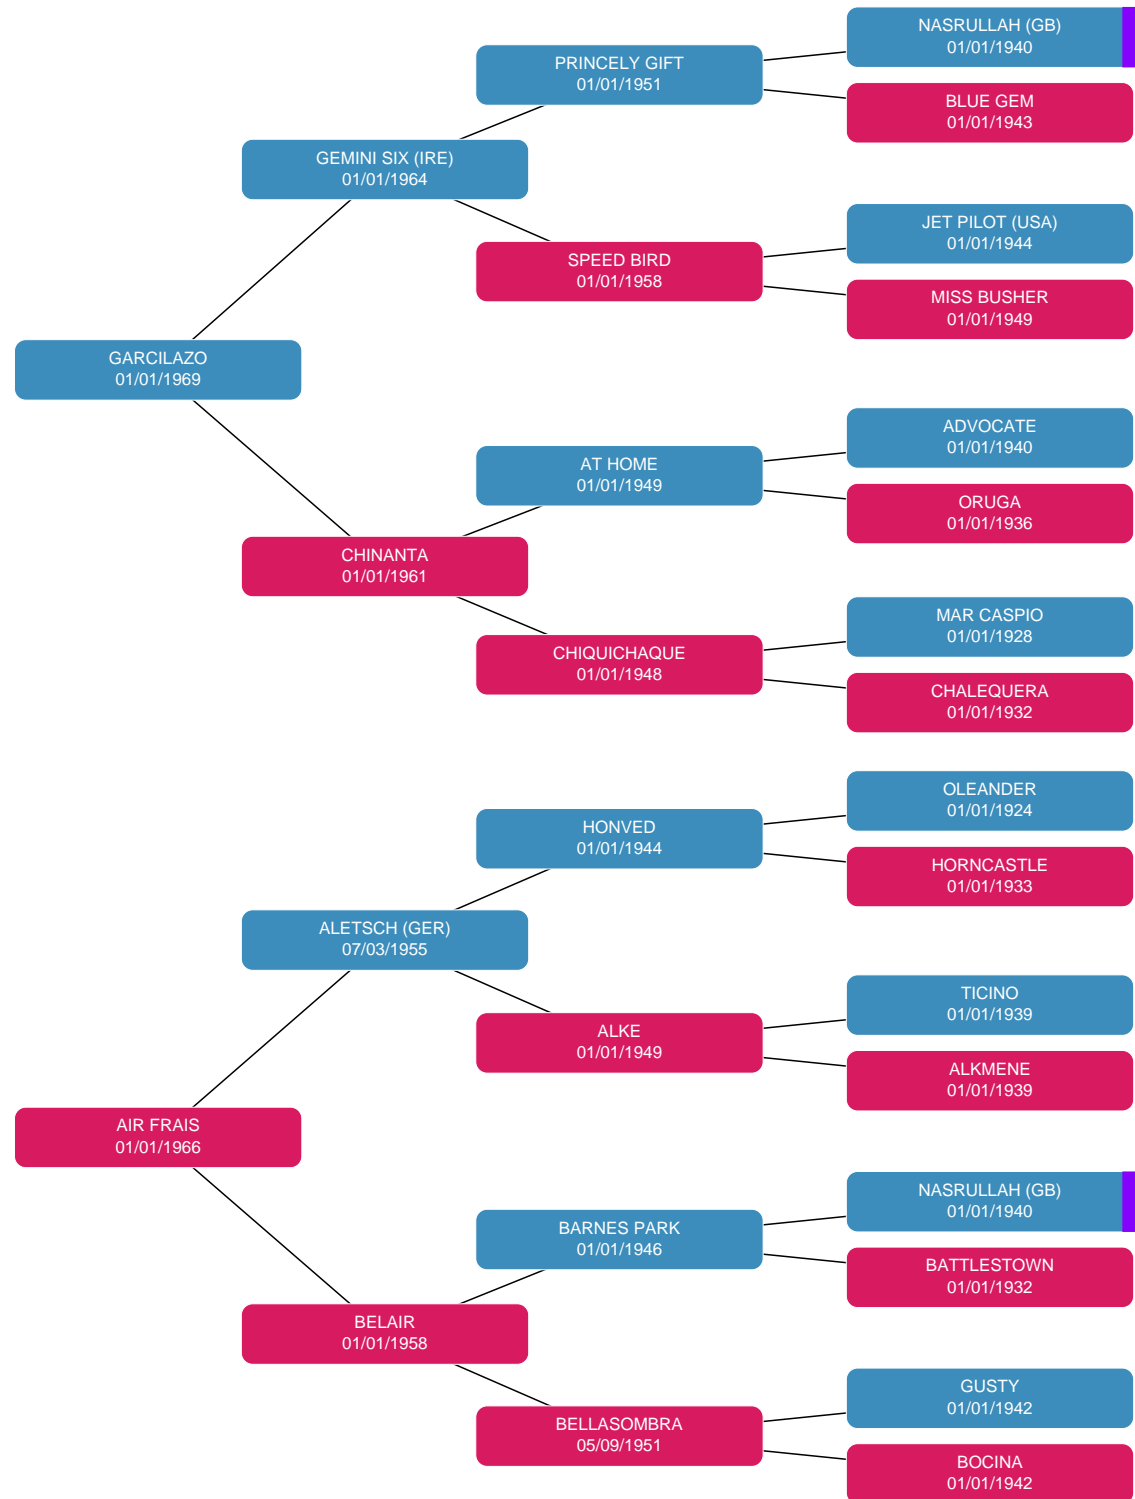 NASRULLAH (GB)
01/01/1940
PRINCELY GIFT
01/01/1951
BLUE GEM
01/01/1943
GEMINI SIX (IRE)
01/01/1964
JET PILOT (USA)
01/01/1944
SPEED BIRD
01/01/1958
MISS BUSHER
01/01/1949
GARCILAZO
01/01/1969
ADVOCATE
01/01/1940
AT HOME
01/01/1949
ORUGA
01/01/1936
CHINANTA
01/01/1961
MAR CASPIO
01/01/1928
CHIQUICHAQUE
01/01/1948
CHALEQUERA
01/01/1932
OLEANDER
01/01/1924
HONVED
01/01/1944
HORNCASTLE
01/01/1933
ALETSCH (GER)
07/03/1955
TICINO
01/01/1939
ALKE
01/01/1949
ALKMENE
01/01/1939
AIR FRAIS
01/01/1966
NASRULLAH (GB)
01/01/1940
BARNES PARK
01/01/1946
BATTLESTOWN
01/01/1932
BELAIR
01/01/1958
GUSTY
01/01/1942
BELLASOMBRA
05/09/1951
BOCINA
01/01/1942